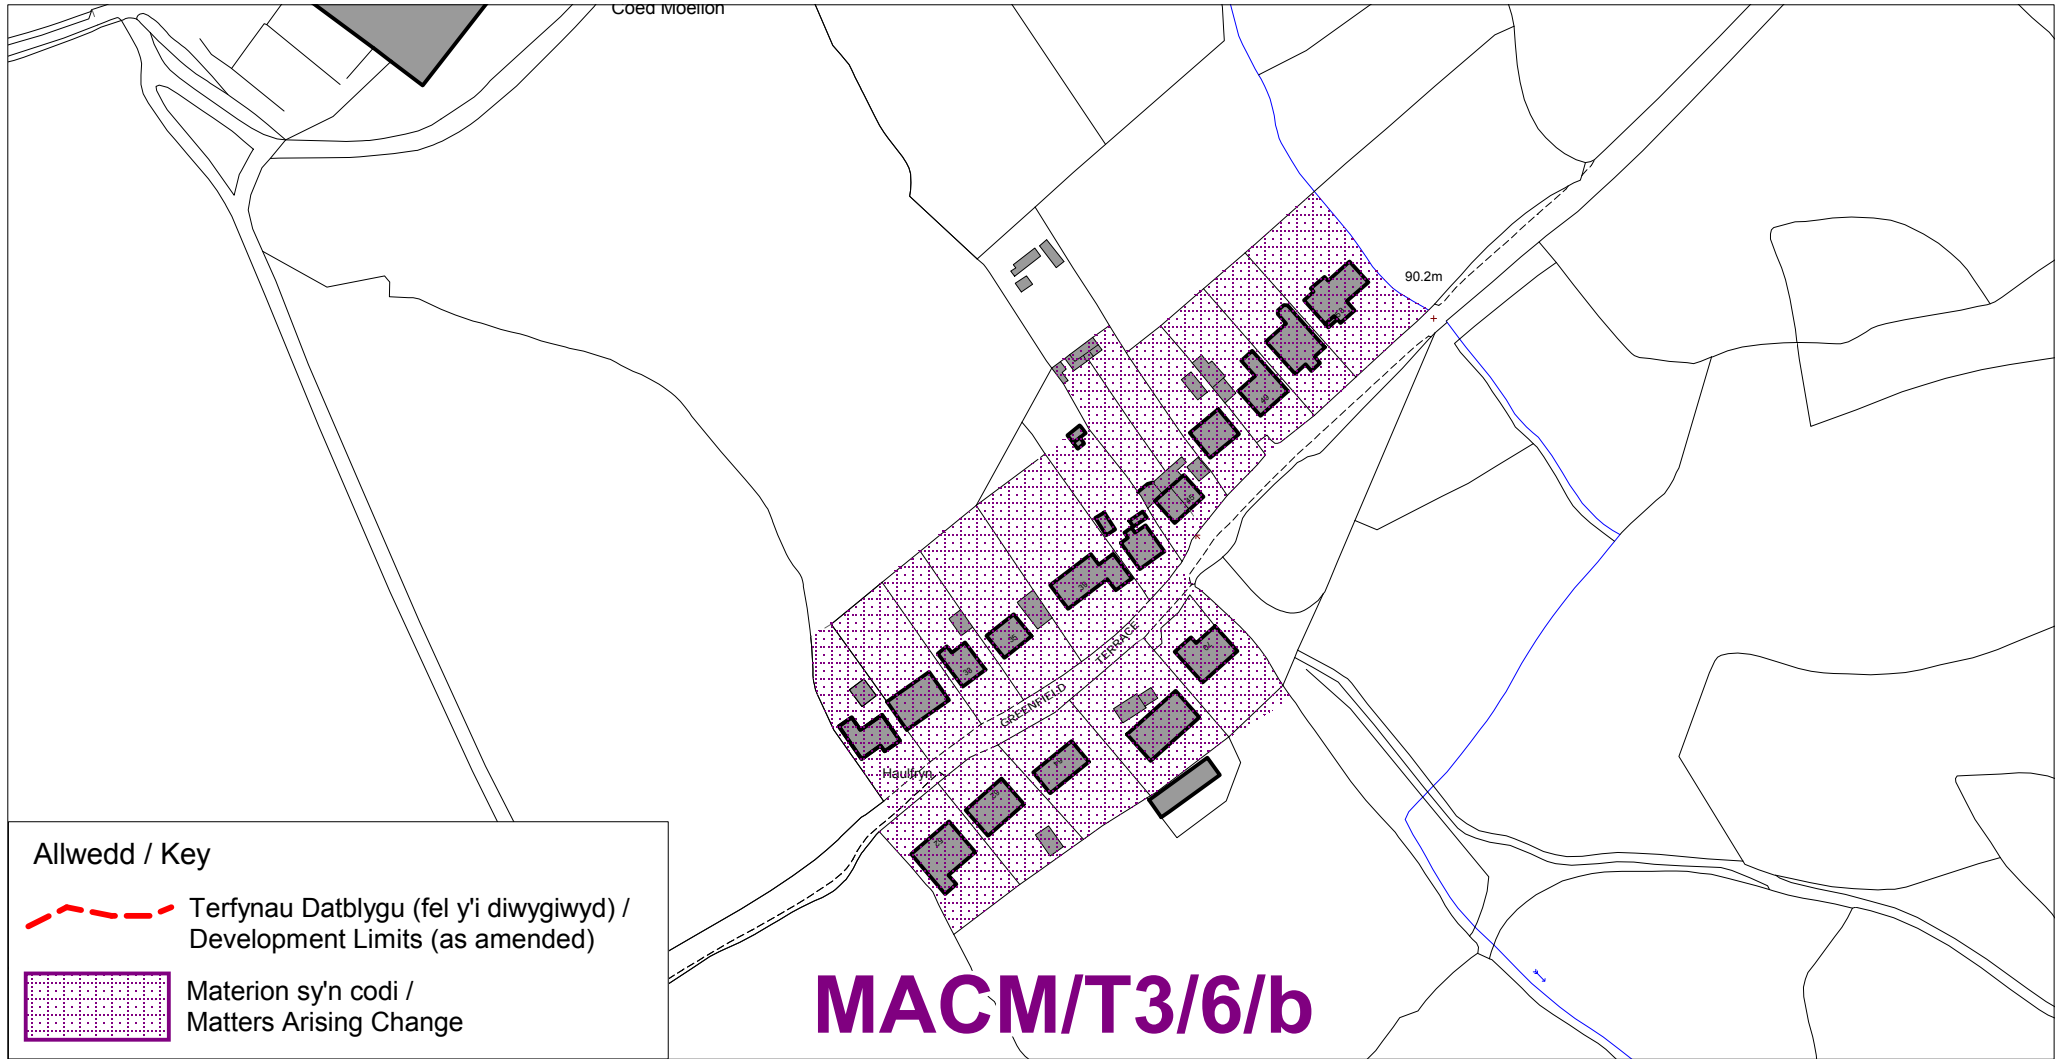 Coed Moelion
90.2m
TERRACE
GREENFIELD
Haulfryn
Allwedd / Key
Terfynau Datblygu (fel y'i diwygiwyd) /
Development Limits (as amended)
Materion sy'n codi /
Matters Arising Change
MACM/T3/6/b